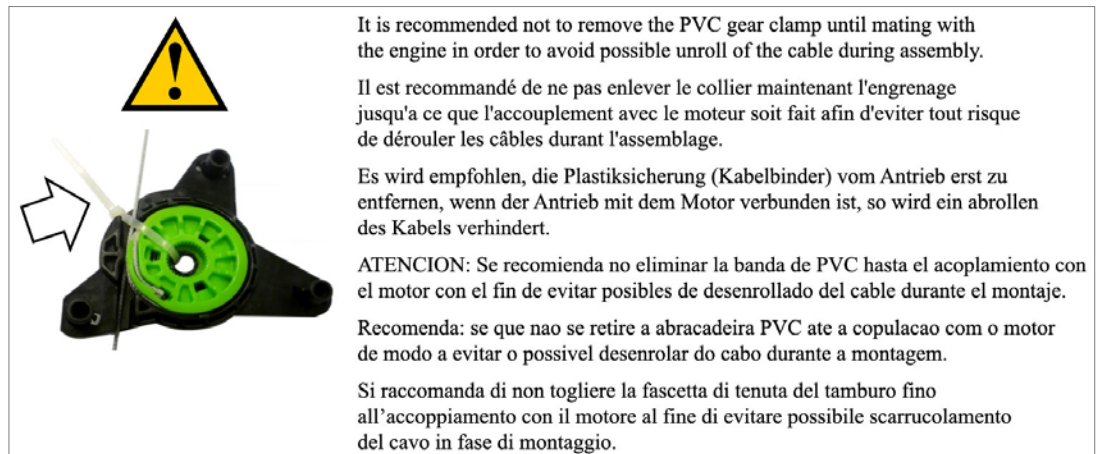 It is recommended not to remove the PVC gear clamp until mating with
the engine in order to avoid possible unroll of the cable during assembly.
Il est recommandé de ne pas enlever le collier maintenant l'engrenage
jusqu'a ce que l'accouplement avec le moteur soit fait afin d'eviter tout risque
de dérouler les câbles durant l'assemblage.
Es wird empfohlen, die Plastiksicherung (Kabelbinder) vom Antrieb erst zu
entfernen, wenn der Antrieb mit dem Motor verbunden ist, so wird ein abrollen
des Kabels verhindert.
ATENCION: Se recomienda no eliminar la banda de PVC hasta el acoplamiento con
el motor con el fin de evitar posibles de desenrollado del cable durante el montaje.
Recomenda: se que nao se retire a abracadeira PVC ate a copulacao com o motor
de modo a evitar o possivel desenrolar do cabo durante a montagem.
Si raccomanda di non togliere la fascetta di tenuta del tamburo fino
all’accoppiamento con il motore al fine di evitare possibile scarrucolamento
del cavo in fase di montaggio.